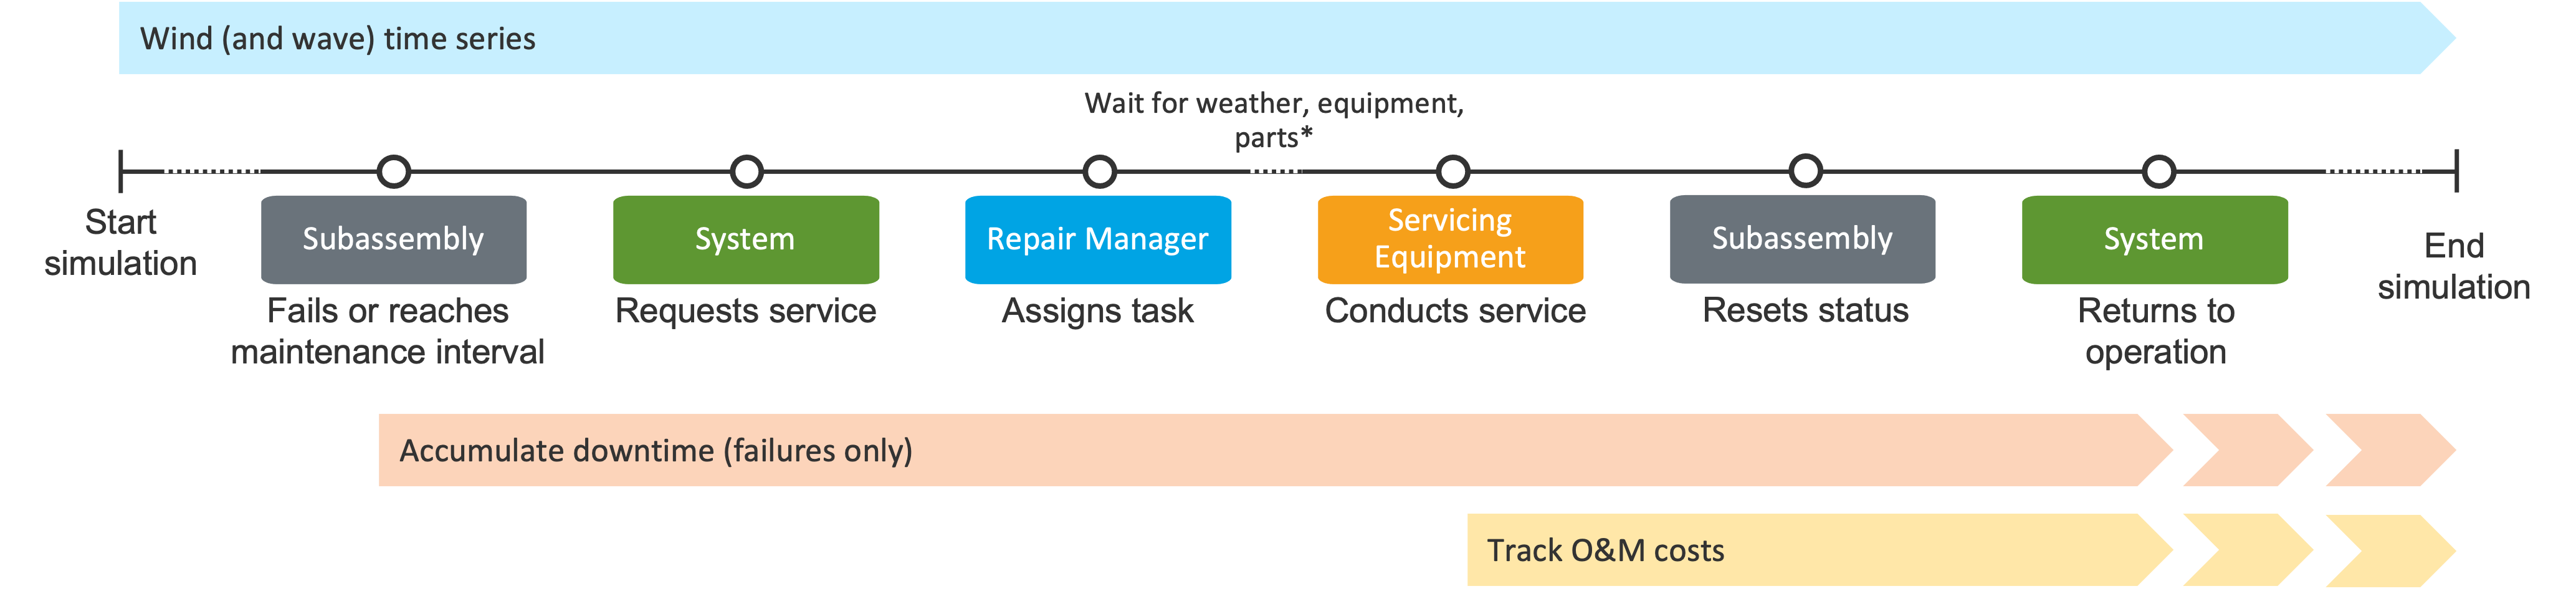 Wind (and wave) time series
Wait for weather, equipment,
parts*
Start
simulation
Subassembly
Fails or reaches
maintenance interval
System
Requests service
Repair Manager
Assigns task
Servicing
Equipment
Conducts service
Subassembly
Resets status
System
Returns to
operation
End
simulation
Accumulate downtime (failures only)
Track O&M costs